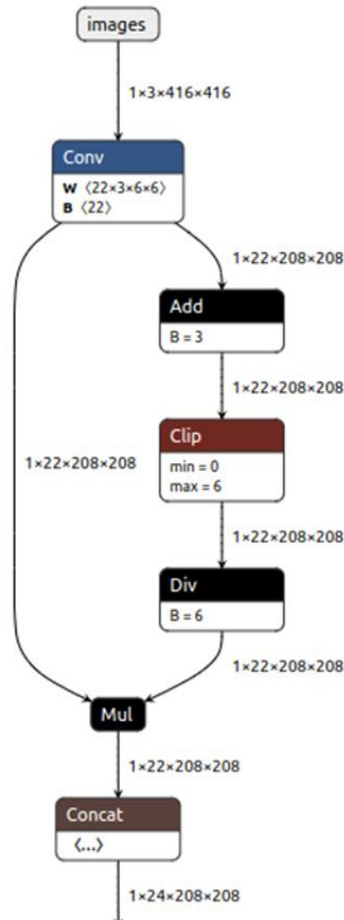 images
1×3×416×416
Conv
W ⟨22×3×6×6⟩
B ⟨22⟩
1×22×208×208
Add
B = 3
1×22×208×208
Clip
min = 0
max = 6
1×22×208×208
1×22×208×208
Div
B = 6
1×22×208×208
Mul
1×22×208×208
Concat
⟨...⟩
1×24×208×208